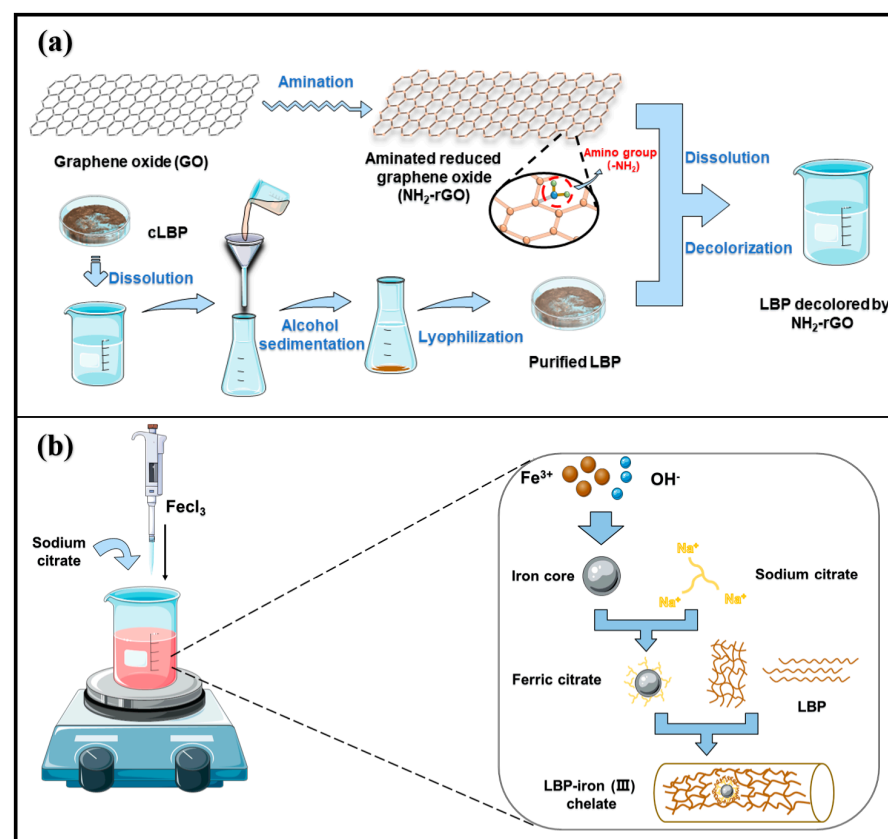 (a)
Amination
Graphene oxide (GO)
Aminated reduced
graphene oxide
(NH₂-rGO)
Amino group
(-NH₂)
Dissolution
Decolorization
cLBP
Dissolution
Alcohol
sedimentation
Lyophilization
Purified LBP
LBP decolored by
NH₂-rGO
(b)
FecI₃
Sodium
citrate
Fe³⁺
OH⁻
Iron core
Na⁺
Na⁺
Na⁺
Sodium citrate
Ferric citrate
LBP
LBP-iron (Ⅲ)
chelate